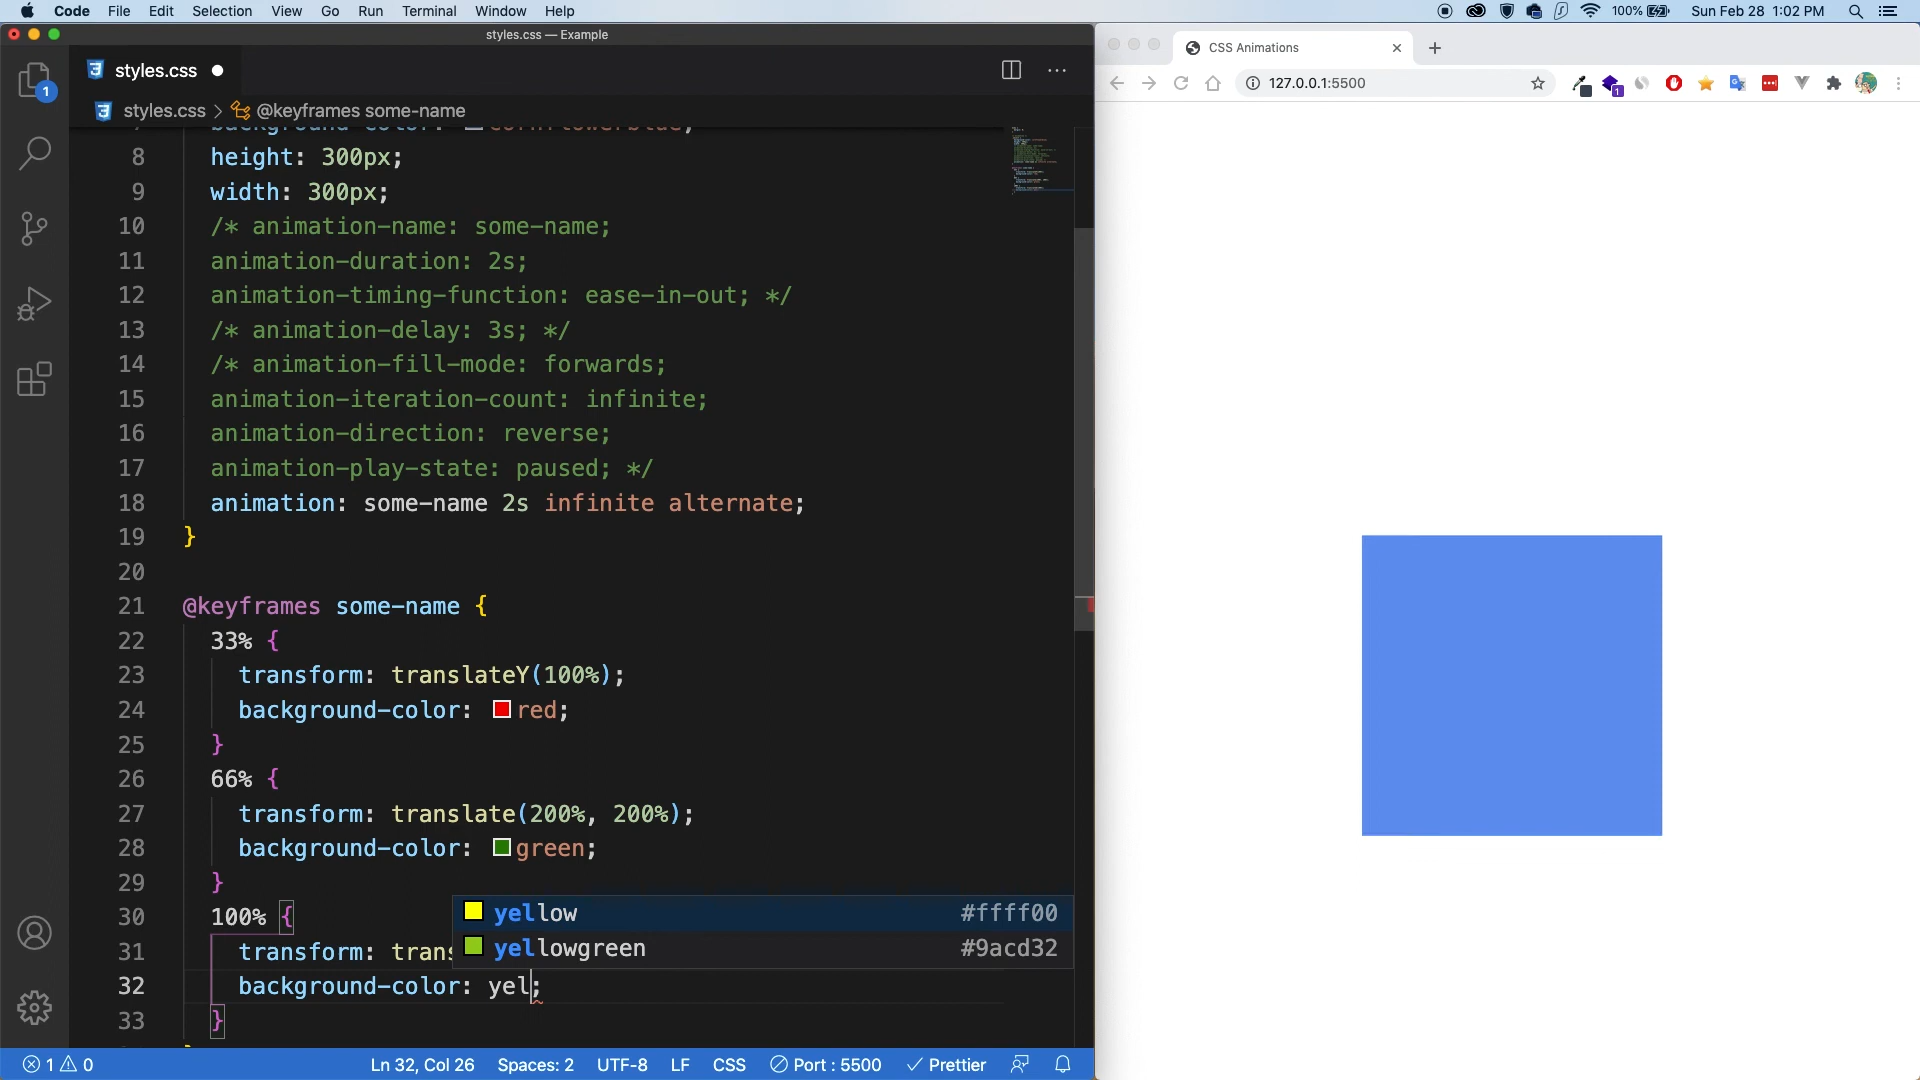 Code File Edit Selection View Go Run Terminal Window Help
100% Sun Feb 28 1:02 PM
styles.css — Example
styles.css
styles.css > @keyframes some-name
CSS Animations
127.0.0.1:5500
1
1
background-color: cornflowerblue;
8 height: 300px;
9 width: 300px;
10 /* animation-name: some-name;
11 animation-duration: 2s;
12 animation-timing-function: ease-in-out; */
13 /* animation-delay: 3s; */
14 /* animation-fill-mode: forwards;
15 animation-iteration-count: infinite;
16 animation-direction: reverse;
17 animation-play-state: paused; */
18 animation: some-name 2s infinite alternate;
19 }
20
21 @keyframes some-name {
22 33% {
23 transform: translateY(100%);
24 background-color: red;
25 }
26 66% {
27 transform: translate(200%, 200%);
28 background-color: green;
29 }
30 100% {
yellow #ffff00
31 transform: trans
yellowgreen #9acd32
32 background-color: yel;
33 }
1 0 Ln 32, Col 26 Spaces: 2 UTF-8 LF CSS Port : 5500 Prettier